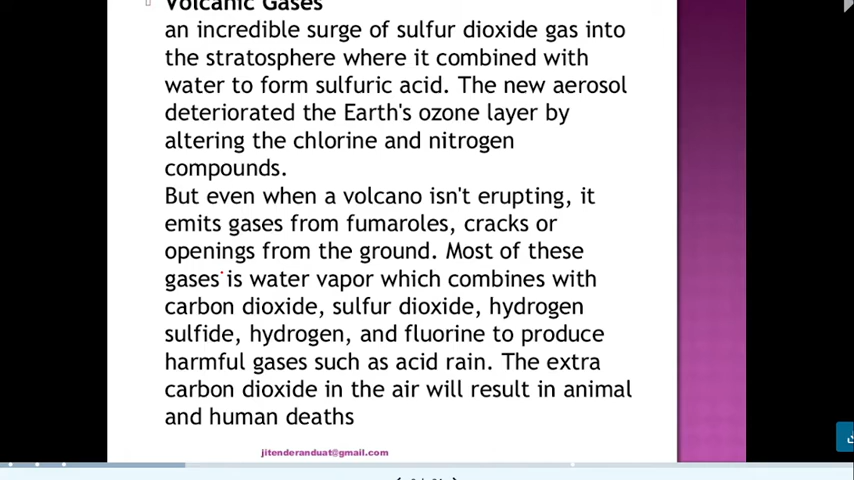 Volcanic Gases
an incredible surge of sulfur dioxide gas into
the stratosphere where it combined with
water to form sulfuric acid. The new aerosol
deteriorated the Earth's ozone layer by
altering the chlorine and nitrogen
compounds.
But even when a volcano isn't erupting, it
emits gases from fumaroles, cracks or
openings from the ground. Most of these
gases is water vapor which combines with
carbon dioxide, sulfur dioxide, hydrogen
sulfide, hydrogen, and fluorine to produce
harmful gases such as acid rain. The extra
carbon dioxide in the air will result in animal
and human deaths
jitenderanduat@gmail.com